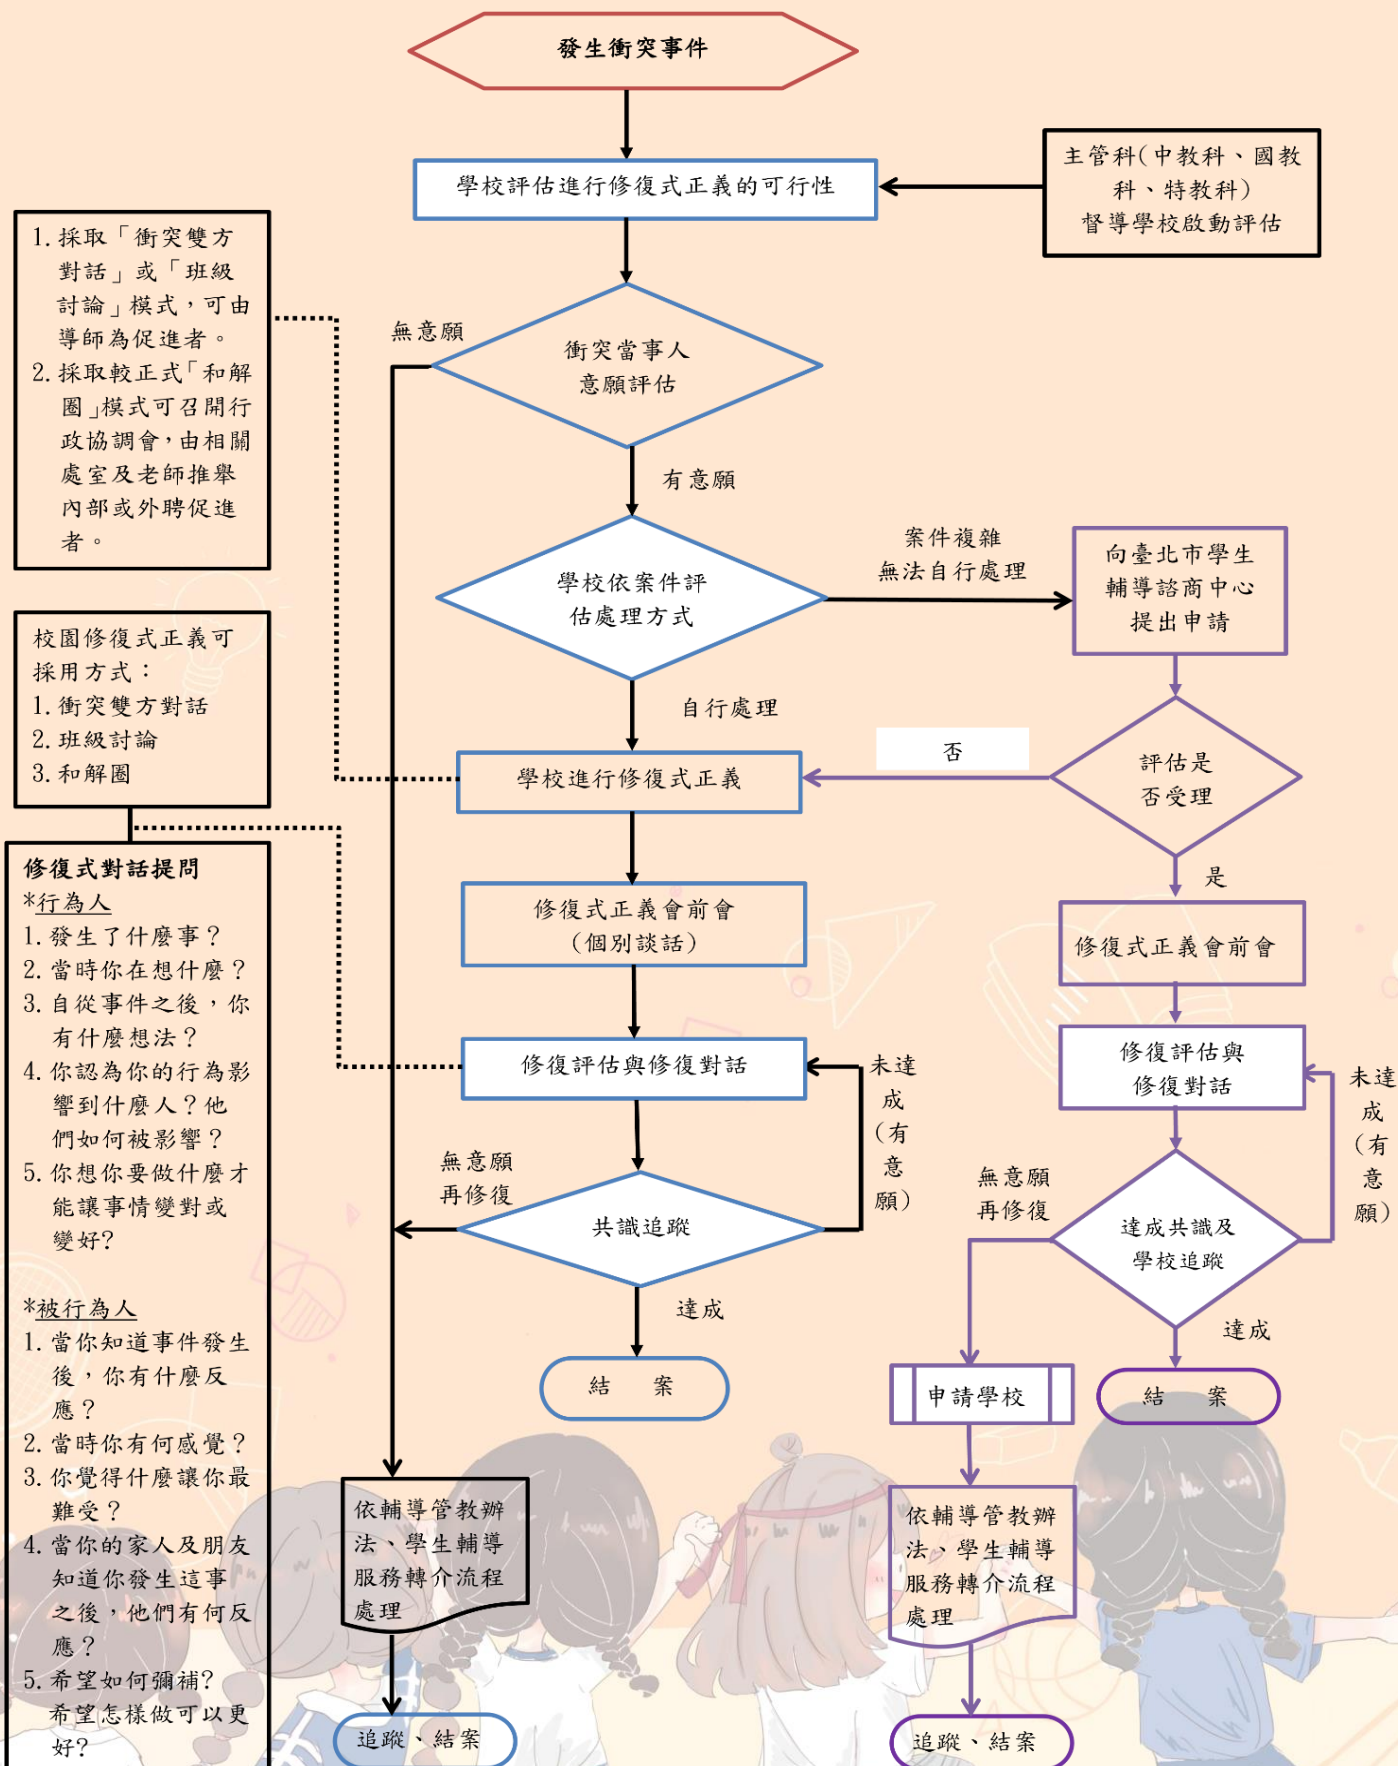 發生衝突事件
學校評估進行修復式正義的可行性
主管科(中教科、國教
科、特教科)
督導學校啟動評估
1. 採取「衝突雙方
對話」或「班級
討論」模式，可由
導師為促進者。
2. 採取較正式「和解
圈」模式可召開行
政協調會，由相關
處室及老師推舉
內部或外聘促進
者。
無意願
衝突當事人
意願評估
有意願
學校依案件評
估處理方式
案件複雜
無法自行處理
向臺北市學生
輔導諮商中心
提出申請
校園修復式正義可
採用方式：
1. 衝突雙方對話
2. 班級討論
3. 和解圈
自行處理
學校進行修復式正義
否
評估是
否受理
是
修復式對話提問
*行為人
1. 發生了什麼事？
2. 當時你在想什麼？
3. 自從事件之後，你
有什麼想法？
4. 你認為你的行為影
響到什麼人？他
們如何被影響？
5. 你想你要做什麼才
能讓事情變對或
變好?
*被行為人
1. 當你知道事件發生
後，你有什麼反
應？
2. 當時你有何感覺？
3. 你覺得什麼讓你最
難受？
4. 當你的家人及朋友
知道你發生這事
之後，他們有何反
應？
5. 希望如何彌補?
希望怎樣做可以更
好?
修復式正義會前會
(個別談話)
修復評估與修復對話
未達
成
(有
意
願)
無意願
再修復
共識追蹤
達成
結　案
依輔導管教辦
法、學生輔導
服務轉介流程
處理
追蹤、結案
修復式正義會前會
修復評估與
修復對話
未達
成
(有
意
願)
無意願
再修復
達成共識及
學校追蹤
達成
申請學校
結　案
依輔導管教辦
法、學生輔導
服務轉介流程
處理
追蹤、結案